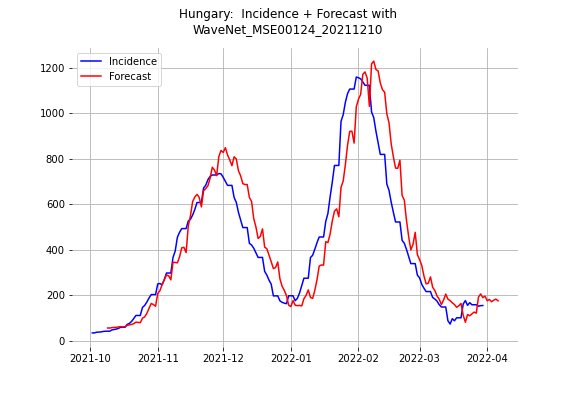 Hungary:  Incidence + Forecast with
WaveNet_MSE00124_20211210
Incidence
Forecast
1200
1000
800
600
400
200
0
2021-10 2021-11 2021-12 2022-01 2022-02 2022-03 2022-04